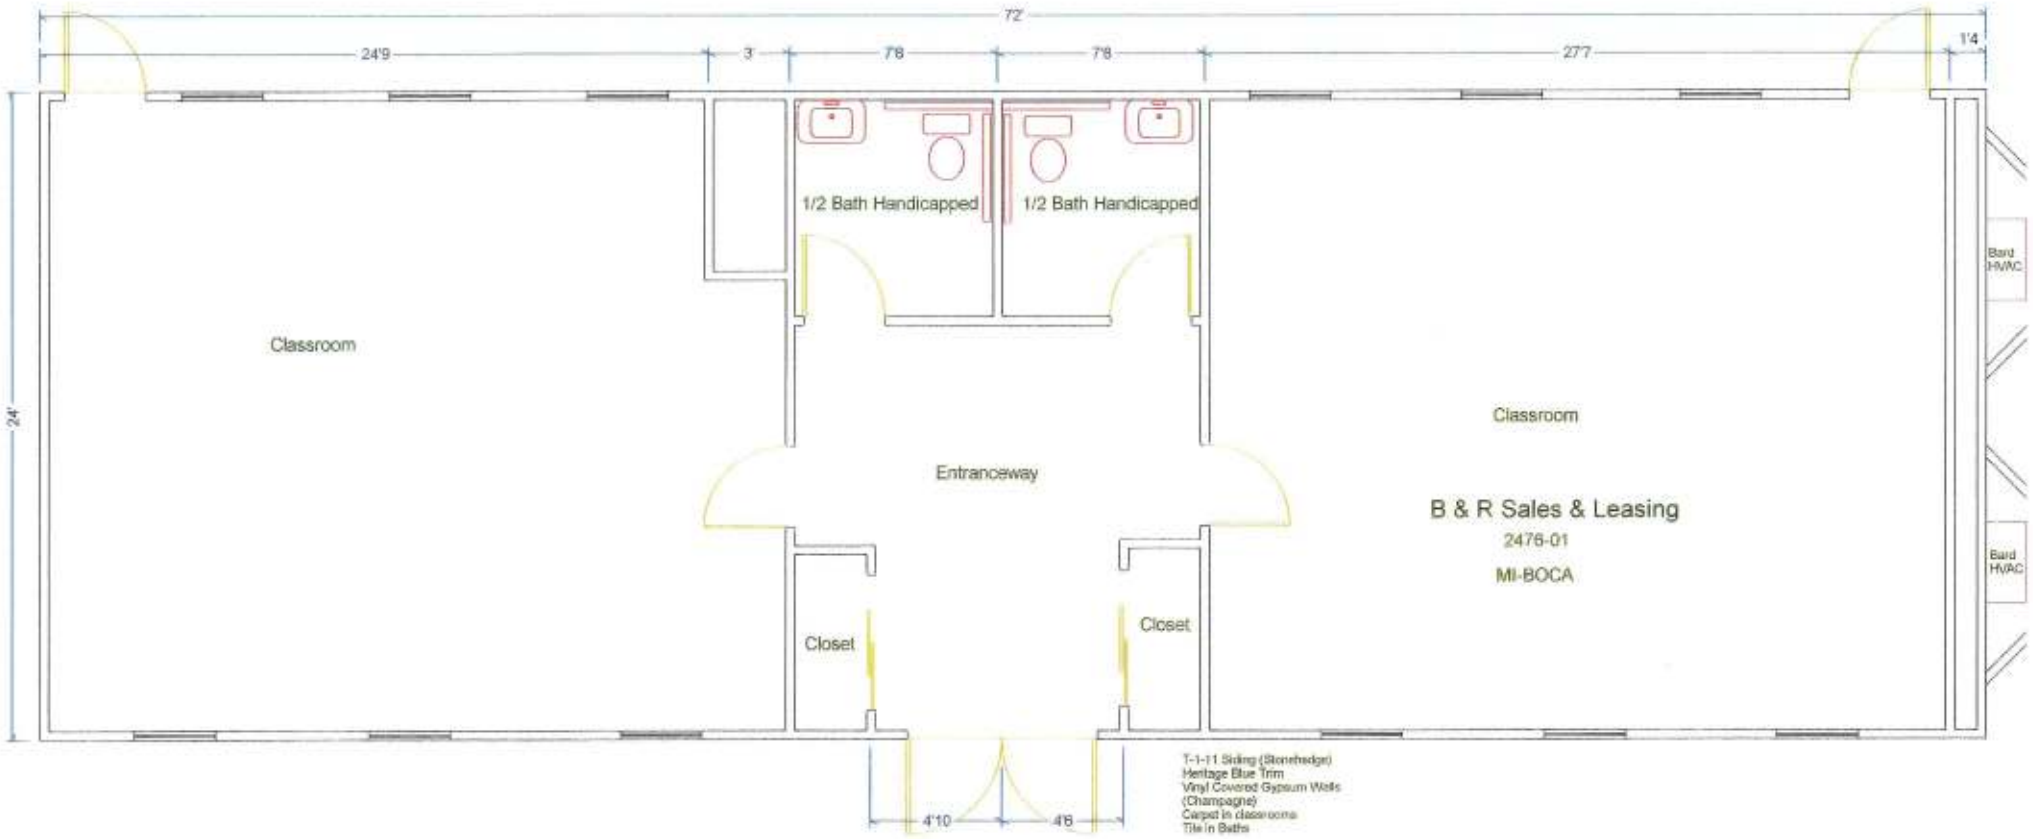 72'
24'9
3'
7'8
7'8
27'7
1'4
24'
1/2 Bath Handicapped
1/2 Bath Handicapped
Bard
HVAC
Classroom
Classroom
Entranceway
B & R Sales & Leasing
2476-01
MI-BOCA
Bard
HVAC
Closet
Closet
T-1-11 Siding (Stonehedge)
Heritage Blue Trim
Vinyl Covered Gypsum Walls
(Champagne)
Carpet in classrooms
Tile in Baths
4'10
4'6